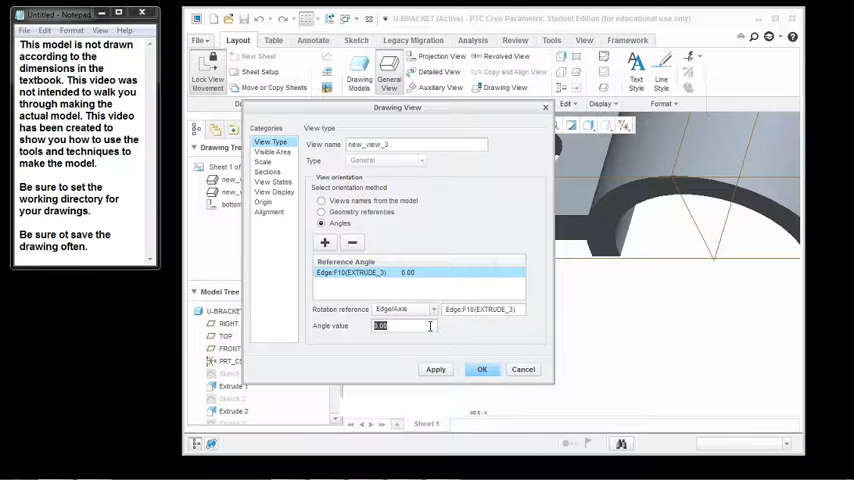 Untitled - Notepad
File Edit Format View Help
This model is not drawn
according to the
dimensions in the
textbook. This video was
not intended to walk you
through making the
actual model. This video
has been created to
show you how to use the
tools and techniques to
make the model.
Be sure to set the
working directory for
your drawings.
Be sure ot save the
drawing often.
U-BRACKET (Active) - PTC Creo Parametric Student Edition (for educational use only)
File Layout Table Annotate Sketch Legacy Migration Analysis Review Tools View Framework
Lock View
Movement
New Sheet
Sheet Setup
Move or Copy Sheets
Drawing
Models
General
View
Projection View
Detailed View
Auxiliary View
Revolved View
Copy and Align View
Drawing View
Edit
Display
Text
Style
Line
Style
Format
Drawing Tre
Sheet 1 of
new_v
new_v
bottom
Model Tree
U-BRACKET
RIGHT
TOP
FRONT
PRT_CS
Sketch
Extrude 1
Sketch 2
Extrude 2
Drawing View
Categories
View Type
Visible Area
Scale
Sections
View States
View Display
Origin
Alignment
View type
View name new_view_3
Type General
View orientation
Select orientation method
Views names from the model
Geometry references
Angles
Reference Angle
Edge:F10(EXTRUDE_3) 0.00
Rotation reference Edge/Axis Edge:F10(EXTRUDE_3)
Angle value 0.00
Apply OK Cancel
Sheet 1